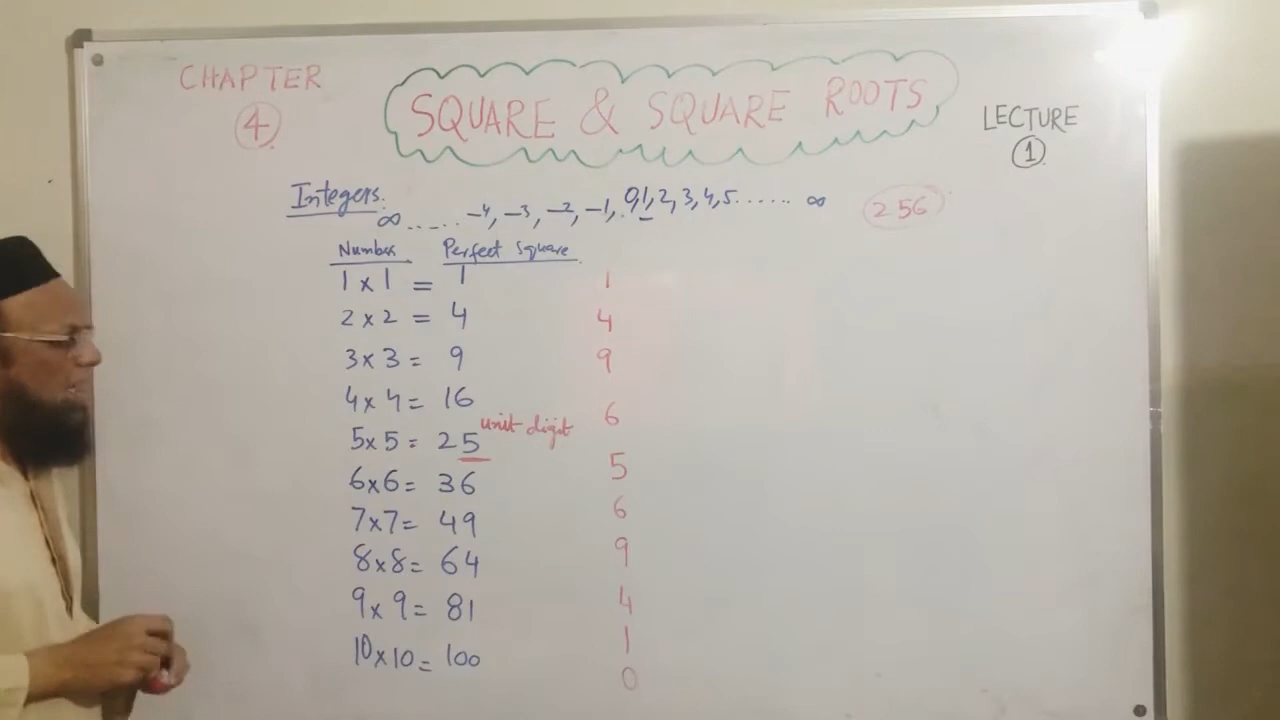 CHAPTER
4
SQUARE & SQUARE ROOTS
LECTURE
1
Integers.
∞ ...... -4, -3, -2, -1, 0,1,2,3,4,5...... ∞
256
Number Perfect Square
1 x 1 = 1 1
2 x 2 = 4 4
3 x 3 = 9 9
4 x 4 = 16 6
unit digit
5 x 5 = 25 5
6 x 6 = 36 6
7 x 7 = 49 9
8 x 8 = 64 4
9 x 9 = 81 1
10 x 10 = 100 0